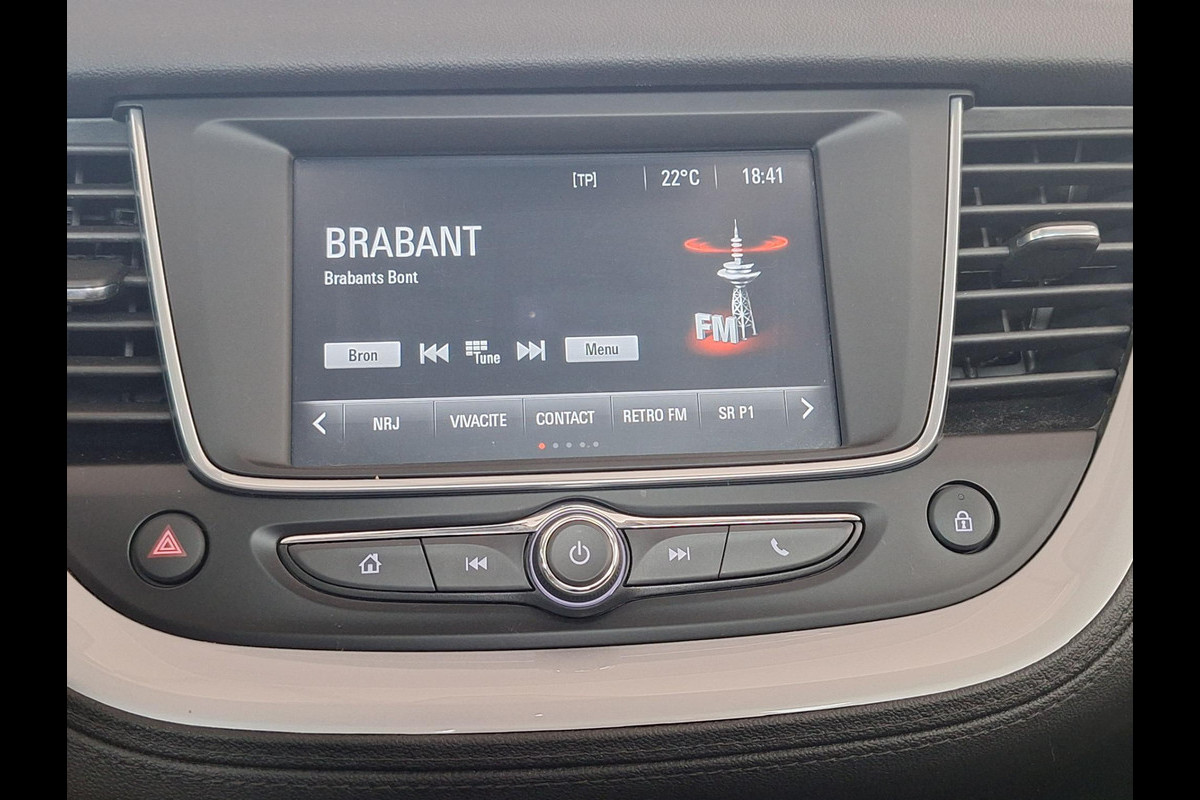 [TP] 22°C 18:41
BRABANT
Brabants Bont
FM
Bron Tune Menu
NRJ VIVACITE CONTACT RETRO FM SR P1